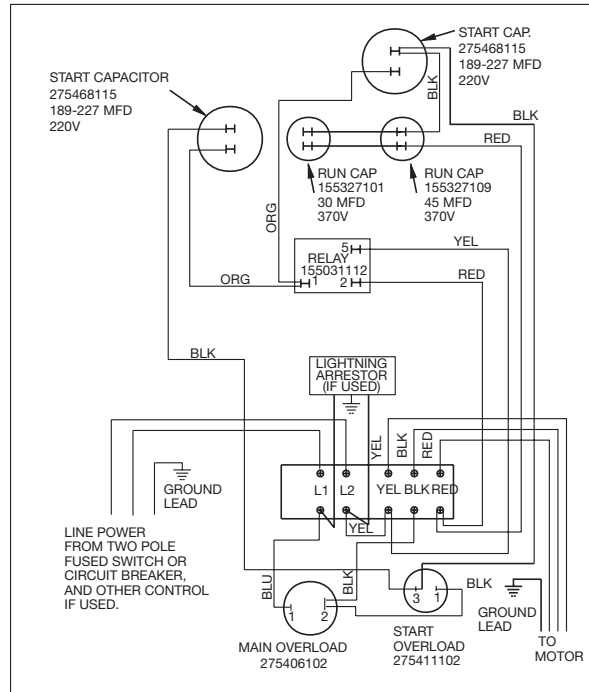 START CAP.
275468115
189-227 MFD
220V
START CAPACITOR
275468115
189-227 MFD
220V
BLK
BLK
RED
RUN CAP
155327101
30 MFD
370V
RUN CAP
155327109
45 MFD
370V
ORG
YEL
5
RELAY
155031112
1
2
RED
ORG
BLK
LIGHTNING
ARRESTOR
(IF USED)
YEL
BLK
RED
GROUND
LEAD
L1
L2
YEL
BLK
RED
YEL
LINE POWER
FROM TWO POLE
FUSED SWITCH OR
CIRCUIT BREAKER,
AND OTHER CONTROL
IF USED.
BLU
BLK
BLK
1
2
3
1
GROUND
LEAD
MAIN OVERLOAD
275406102
START
OVERLOAD
275411102
TO
MOTOR